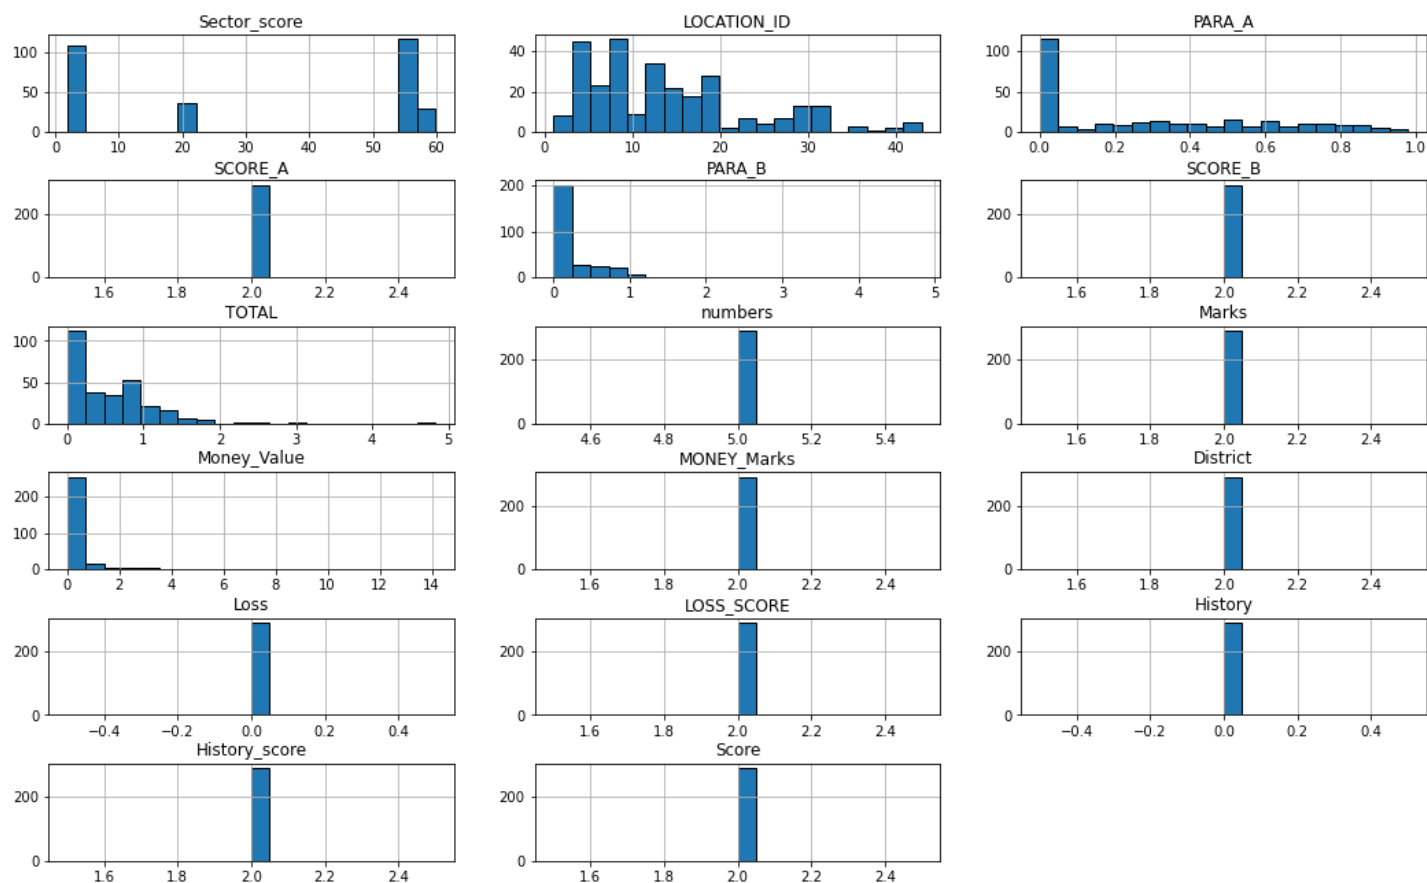 Sector_score LOCATION_ID PARA_A
100 50 0 0 10 20 30 40 50 60
40 20 0 0 10 20 30 40
100 50 0 0.0 0.2 0.4 0.6 0.8 1.0
SCORE_A PARA_B SCORE_B
200 0 1.6 1.8 2.0 2.2 2.4
200 100 0 0 1 2 3 4 5
200 0 1.6 1.8 2.0 2.2 2.4
TOTAL numbers Marks
100 50 0 0 1 2 3 4 5
200 0 4.6 4.8 5.0 5.2 5.4
200 0 1.6 1.8 2.0 2.2 2.4
Money_Value MONEY_Marks District
200 100 0 0 2 4 6 8 10 12 14
200 0 1.6 1.8 2.0 2.2 2.4
200 0 1.6 1.8 2.0 2.2 2.4
Loss LOSS_SCORE History
200 0 −0.4 −0.2 0.0 0.2 0.4
200 0 1.6 1.8 2.0 2.2 2.4
200 0 −0.4 −0.2 0.0 0.2 0.4
History_score Score
200 0 1.6 1.8 2.0 2.2 2.4
200 0 1.6 1.8 2.0 2.2 2.4